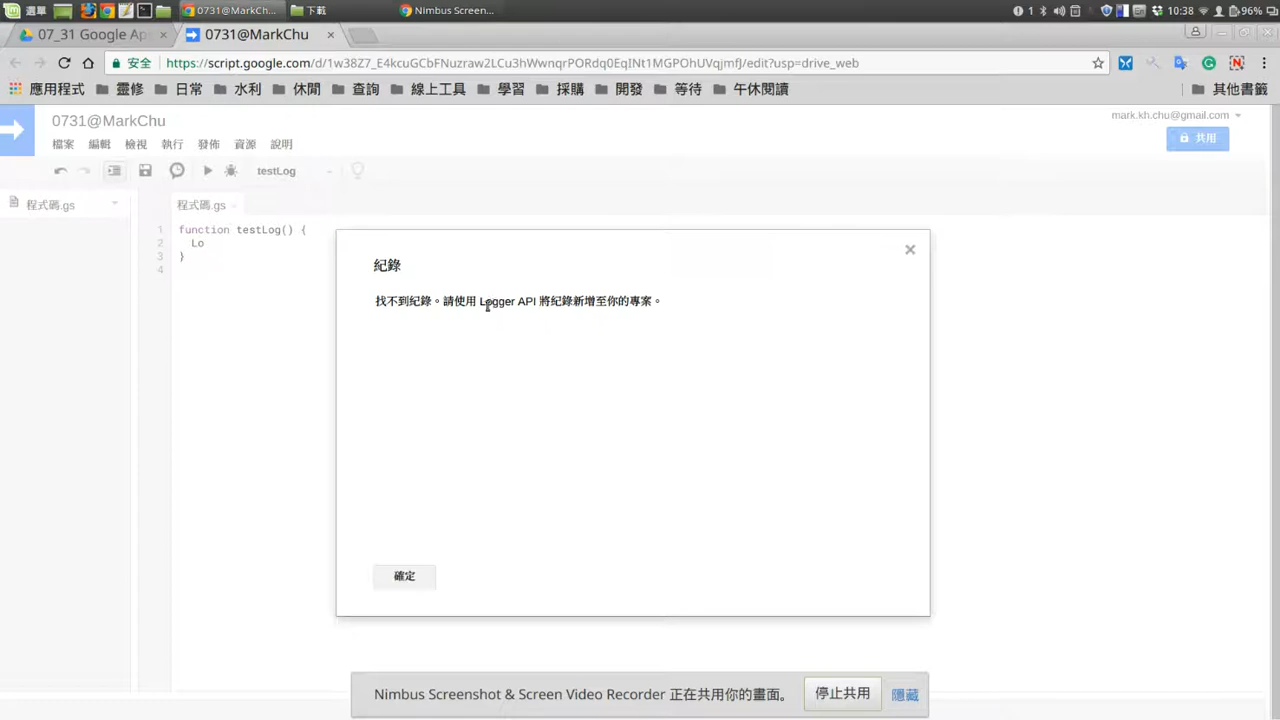 選單
0731@MarkCh...
下載
Nimbus Screen...
1
En
10:38
96%
07_31 Google Ap
0731@MarkChu
安全
https://script.google.com/d/1w38Z7_E4kcuGCbFNuzraw2LCu3hWwnqrPORdq0EqINt1MGPOhUVqjmfJ/edit?usp=drive_web
應用程式
靈修
日常
水利
休閒
查詢
線上工具
學習
採購
開發
等待
午休閱讀
其他書籤
0731@MarkChu
mark.kh.chu@gmail.com
檔案 編輯 檢視 執行 發佈 資源 說明
共用
testLog
程式碼.gs
程式碼.gs
1 function testLog() {
2 Lo
3 }
4
紀錄
找不到紀錄。請使用 Logger API 將紀錄新增至你的專案。
確定
Nimbus Screenshot & Screen Video Recorder 正在共用你的畫面。
停止共用
隱藏